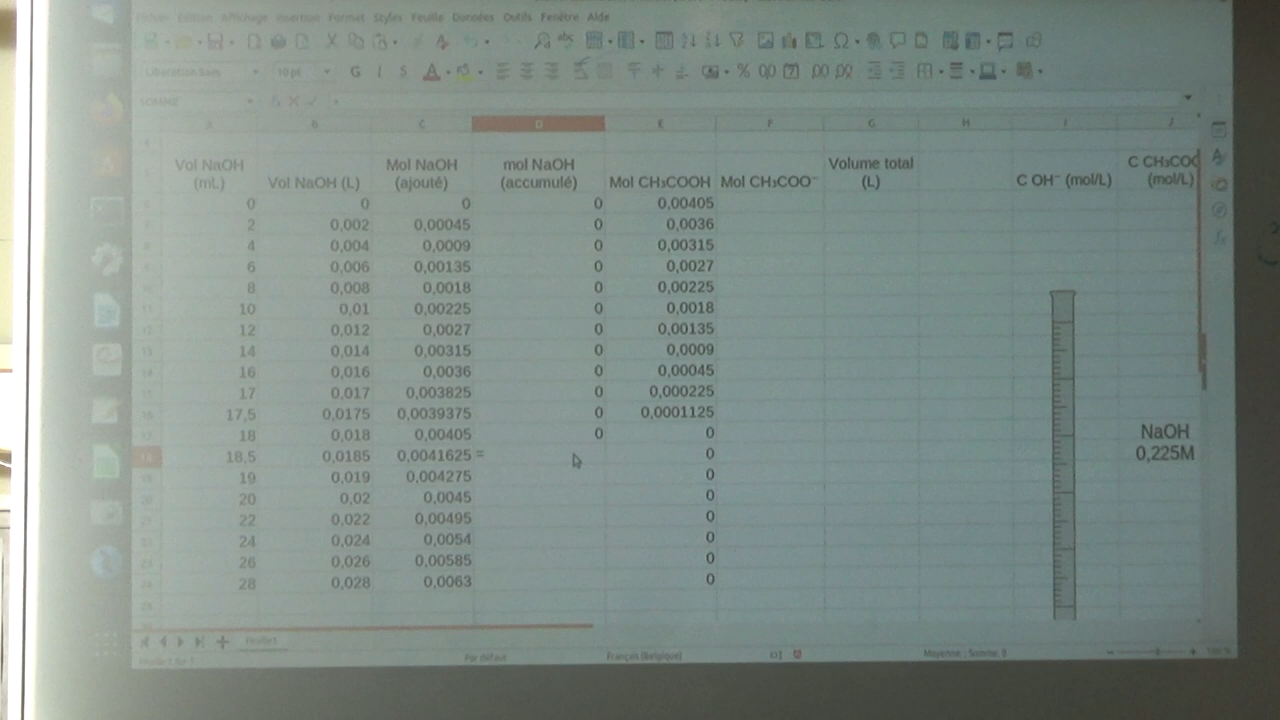 Fichier Édition Affichage Insertion Format Styles Feuille Données Outils Fenêtre Aide
Liberation Sans 10 pt G I S
SOMME =
A B C D E F G H I J
Vol NaOH (mL) Vol NaOH (L) Mol NaOH (ajouté) mol NaOH (accumulé) Mol CH₃COOH Mol CH₃COO⁻ Volume total (L) C OH⁻ (mol/L) C CH₃COO (mol/L)
0 0 0 0 0,00405
2 0,002 0,00045 0 0,0036
4 0,004 0,0009 0 0,00315
6 0,006 0,00135 0 0,0027
8 0,008 0,0018 0 0,00225
10 0,01 0,00225 0 0,0018
12 0,012 0,0027 0 0,00135
14 0,014 0,00315 0 0,0009
16 0,016 0,0036 0 0,00045
17 0,017 0,003825 0 0,000225
17,5 0,0175 0,0039375 0 0,0001125
18 0,018 0,00405 0 0
18,5 0,0185 0,0041625 = 0
19 0,019 0,004275 0
20 0,02 0,0045 0
22 0,022 0,00495 0
24 0,024 0,0054 0
26 0,026 0,00585 0
28 0,028 0,0063 0
NaOH
0,225M
Feuille1
Par défaut Français (Belgique) Moyenne : Somme: 0